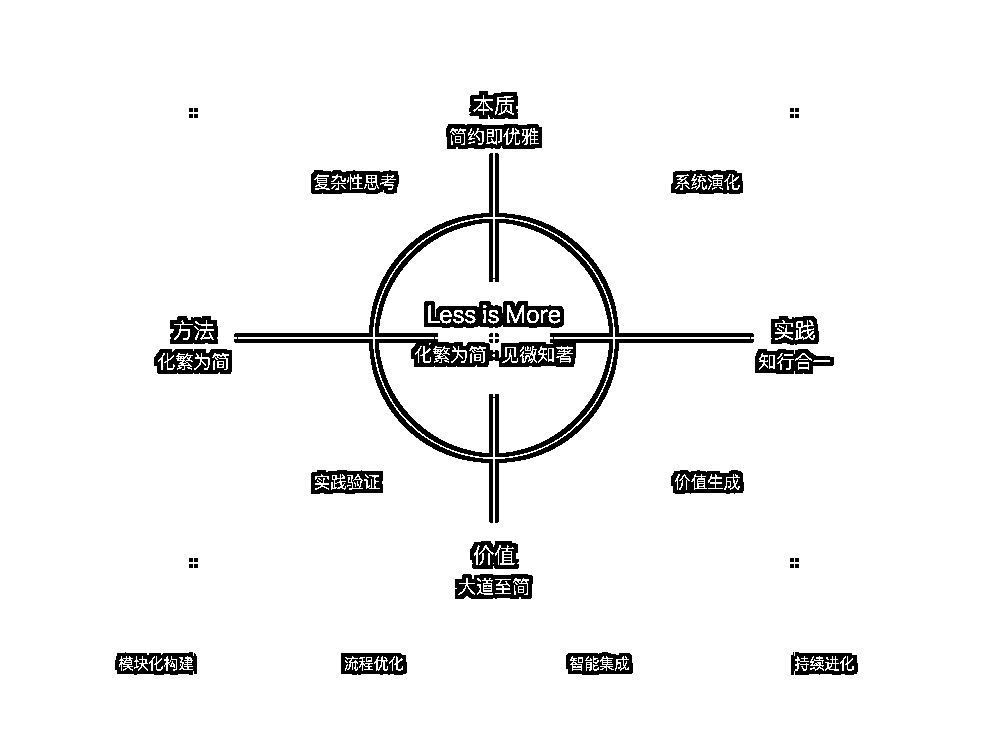 本质
简约即优雅
复杂性思考
系统演化
Less is More
化繁为简·见微知著
方法
化繁为简
实践
知行合一
实践验证
价值生成
价值
大道至简
模块化构建
流程优化
智能集成
持续进化